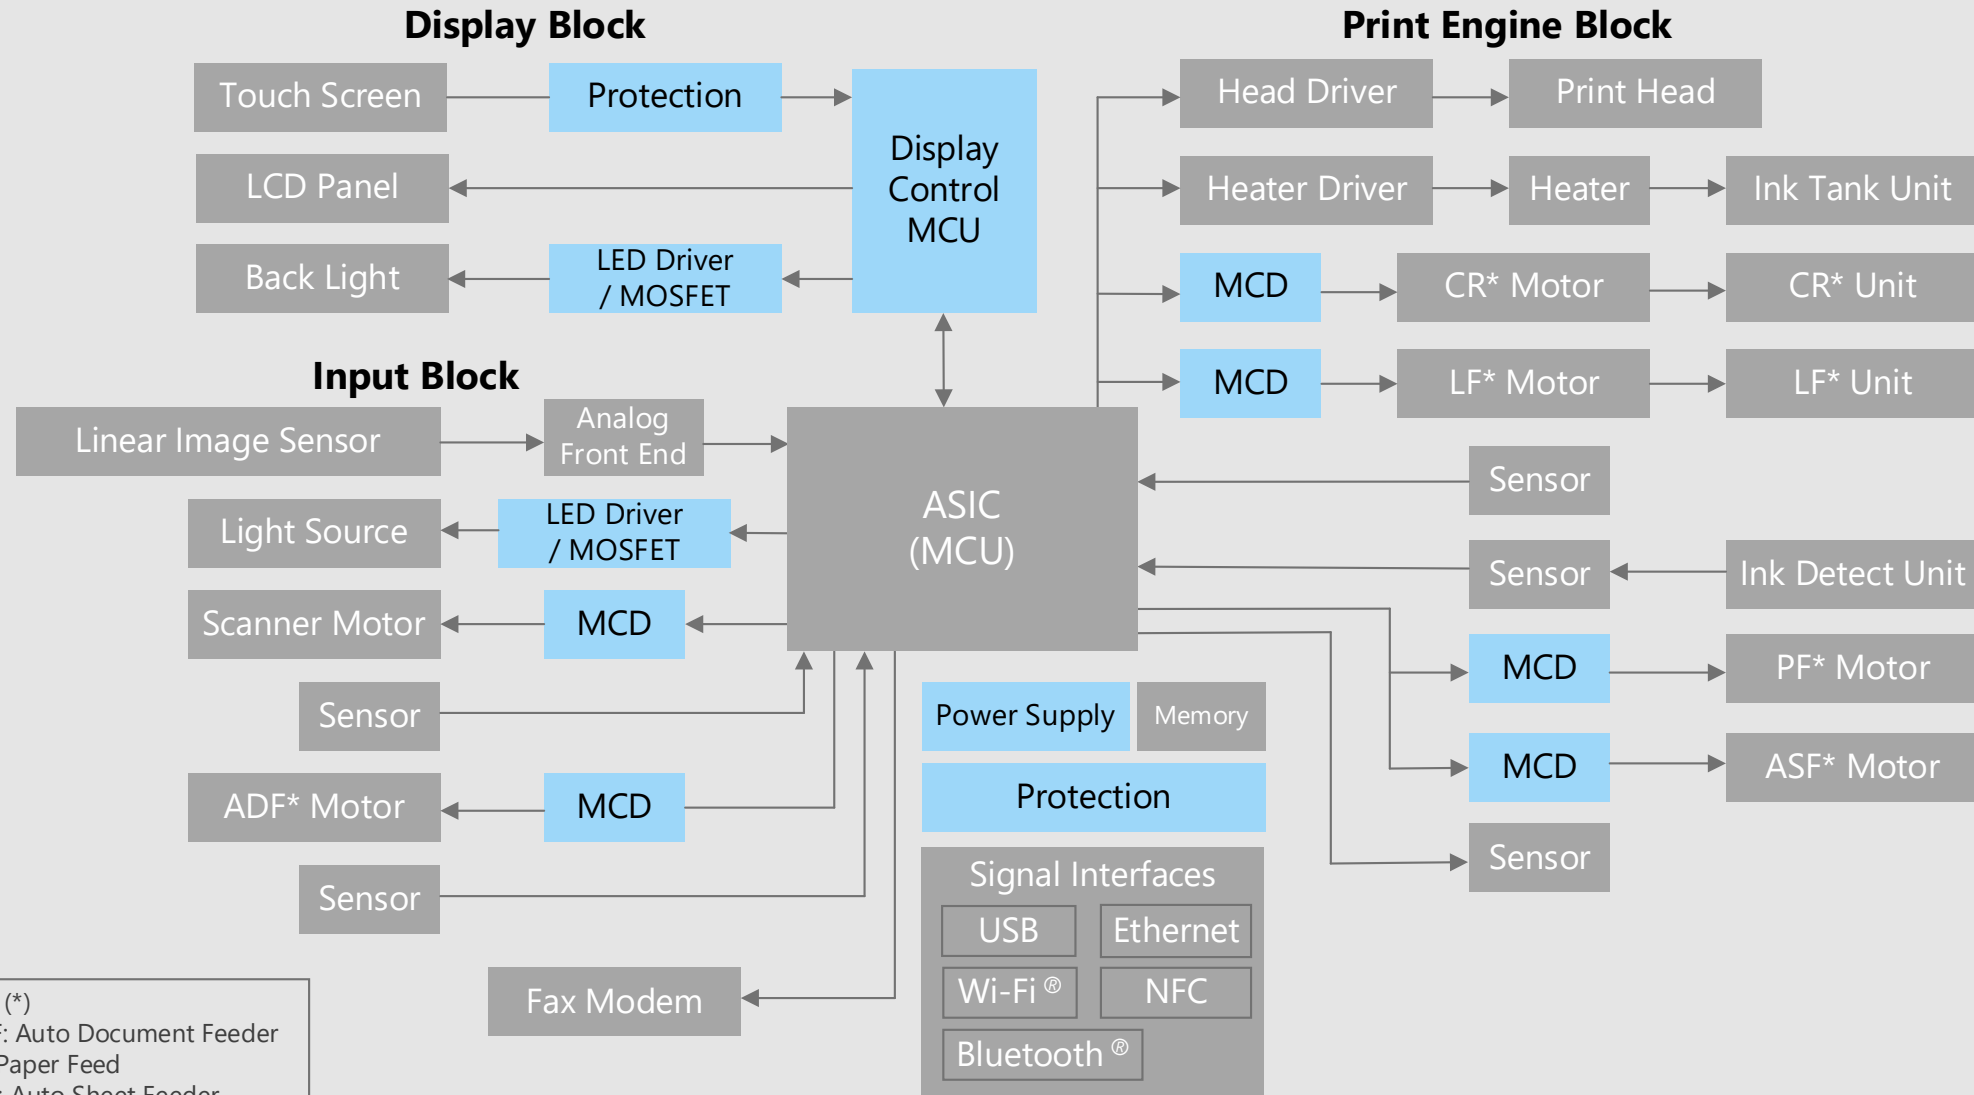 Display Block
Touch Screen
Protection
Display
Control
MCU
LCD Panel
Back Light
LED Driver
/ MOSFET
Print Engine Block
Head Driver
Print Head
Heater Driver
Heater
Ink Tank Unit
MCD
CR* Motor
CR* Unit
MCD
LF* Motor
LF* Unit
Input Block
Linear Image Sensor
Analog
Front End
ASIC
(MCU)
Light Source
LED Driver
/ MOSFET
Scanner Motor
MCD
Sensor
ADF* Motor
MCD
Sensor
Fax Modem
Sensor
Sensor
Ink Detect Unit
MCD
PF* Motor
MCD
ASF* Motor
Sensor
Power Supply
Memory
Protection
Signal Interfaces
USB
Ethernet
Wi-Fi ®
NFC
Bluetooth ®
(*)
: Auto Document Feeder
Paper Feed
: Auto Sheet Feeder